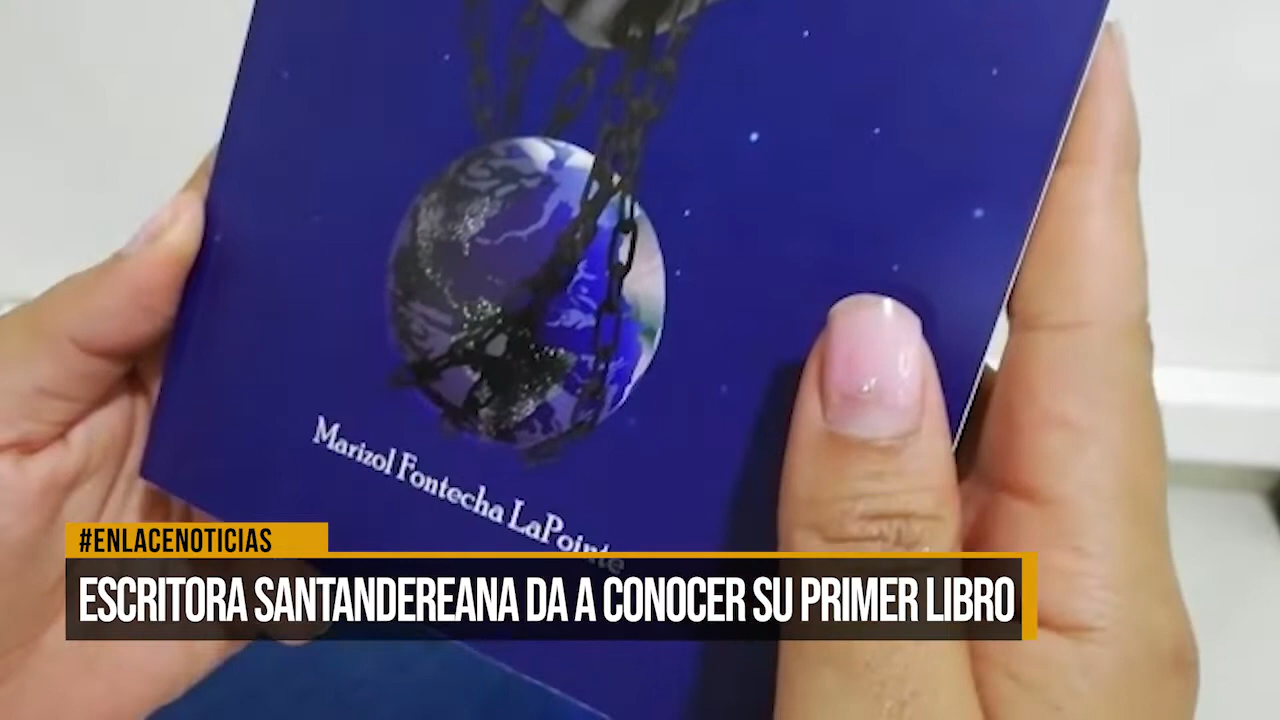 Marizol Fontecha LaPointe
#ENLACENOTICIAS
ESCRITORA SANTANDEREANA DA A CONOCER SU PRIMER LIBRO